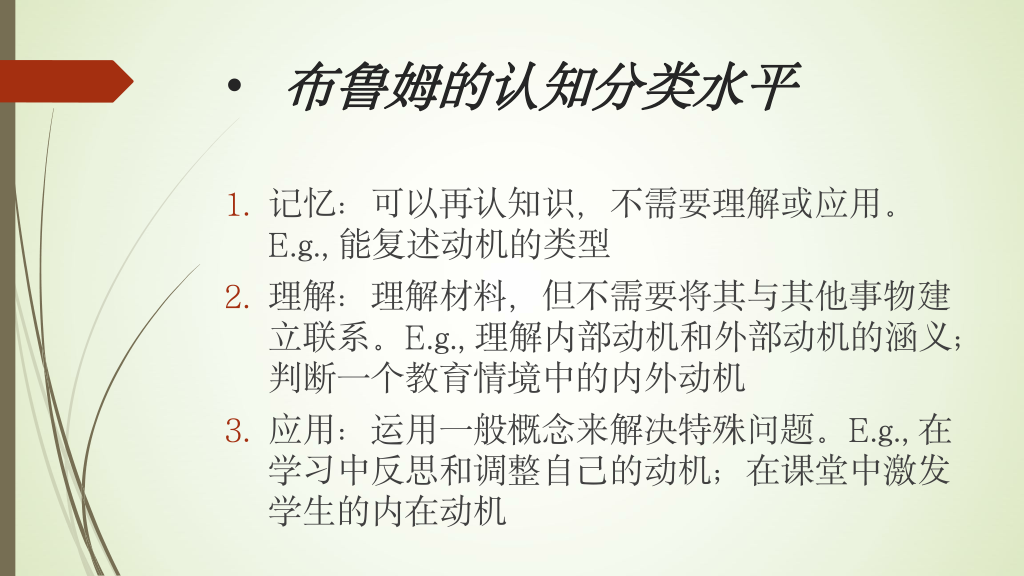 • 布鲁姆的认知分类水平
1. 记忆：可以再认知识，不需要理解或应用。
E.g., 能复述动机的类型
2. 理解：理解材料，但不需要将其与其他事物建
立联系。E.g., 理解内部动机和外部动机的涵义；
判断一个教育情境中的内外动机
3. 应用：运用一般概念来解决特殊问题。E.g., 在
学习中反思和调整自己的动机；在课堂中激发
学生的内在动机